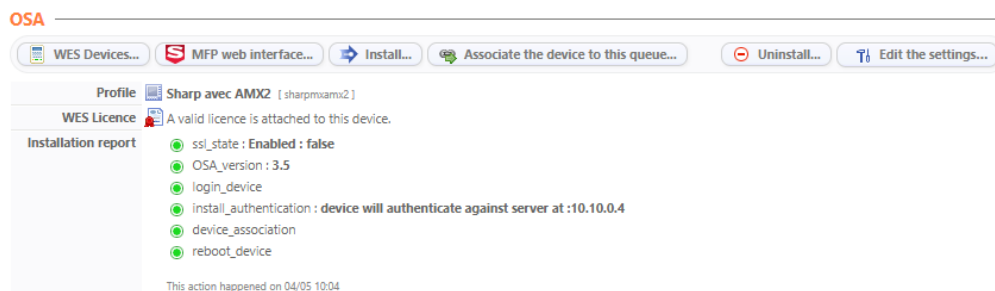 OSA
WES Devices... MFP web interface... Install... Associate the device to this queue... Uninstall... Edit the settings...
Profile Sharp avec AMX2 [ sharpmxamx2 ]
WES Licence A valid licence is attached to this device.
Installation report
ssl_state : Enabled : false
OSA_version : 3.5
login_device
install_authentication : device will authenticate against server at :10.10.0.4
device_association
reboot_device
This action happened on 04/05 10:04